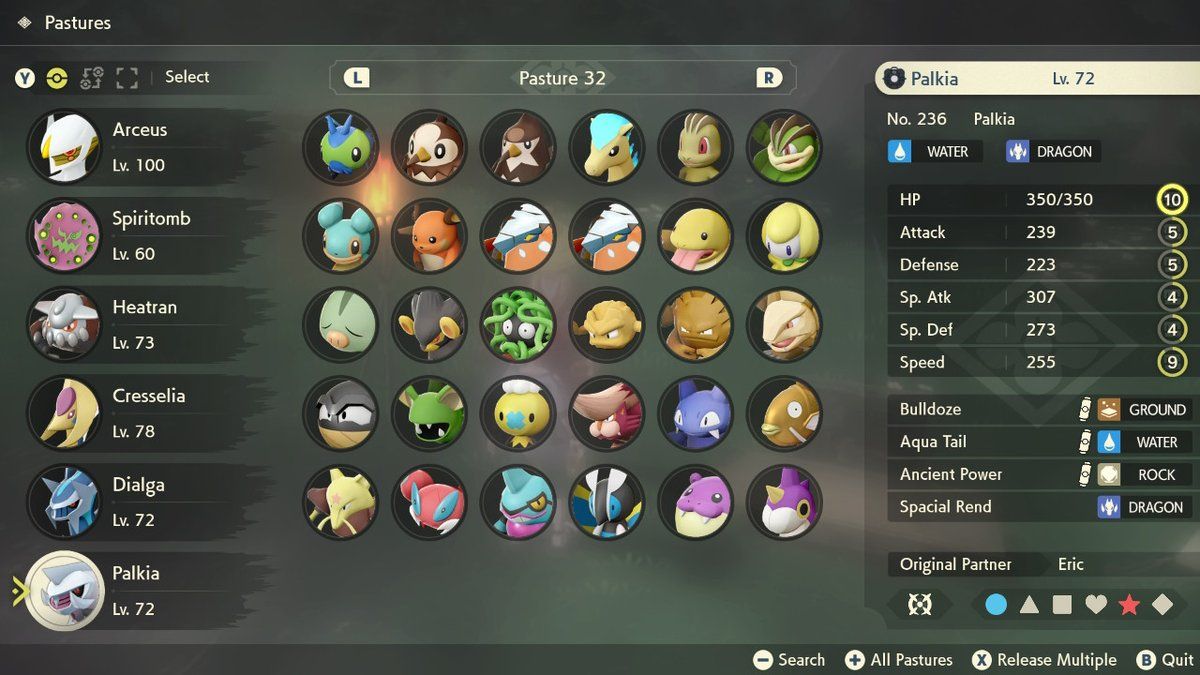 Pastures
Y Select
L Pasture 32 R
Arceus
Lv. 100
Spiritomb
Lv. 60
Heatran
Lv. 73
Cresselia
Lv. 78
Dialga
Lv. 72
Palkia
Lv. 72
Palkia Lv. 72
No. 236 Palkia
WATER DRAGON
HP 350/350 10
Attack 239 5
Defense 223 5
Sp. Atk 307 4
Sp. Def 273 4
Speed 255 9
Bulldoze GROUND
Aqua Tail WATER
Ancient Power ROCK
Spacial Rend DRAGON
Original Partner Eric
Search All Pastures X Release Multiple B Quit